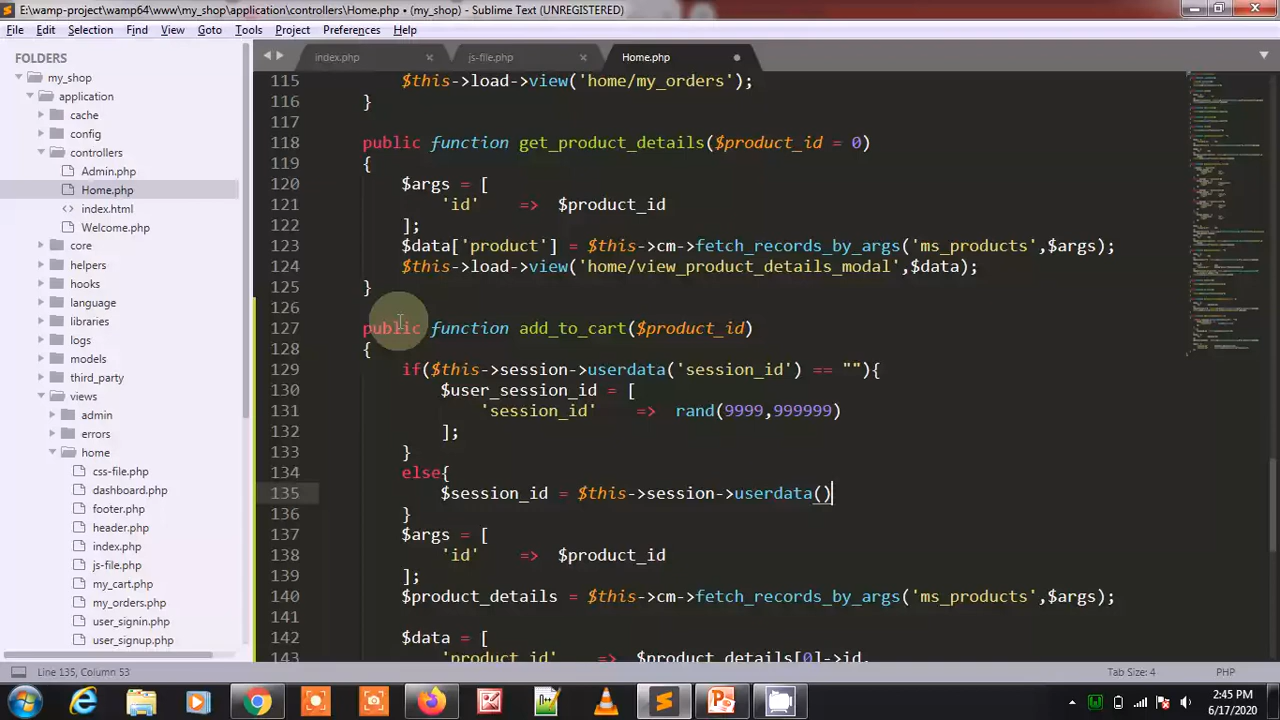 E:\wamp-project\wamp64\www\my_shop\application\controllers\Home.php • (my_shop) - Sublime Text (UNREGISTERED)
File Edit Selection Find View Goto Tools Project Preferences Help
FOLDERS
my_shop
application
cache
config
controllers
Admin.php
Home.php
index.html
Welcome.php
core
helpers
hooks
language
libraries
logs
models
third_party
views
admin
errors
home
css-file.php
dashboard.php
footer.php
header.php
index.php
js-file.php
my_cart.php
my_orders.php
user_signin.php
user_signup.php
index.php js-file.php Home.php
115 $this->load->view('home/my_orders');
116 }
117
118 public function get_product_details($product_id = 0)
119 {
120 $args = [
121 'id' => $product_id
122 ];
123 $data['product'] = $this->cm->fetch_records_by_args('ms_products',$args);
124 $this->load->view('home/view_product_details_modal',$data);
125 }
126
127 public function add_to_cart($product_id)
128 {
129 if($this->session->userdata('session_id') == ""){
130 $user_session_id = [
131 'session_id' => rand(9999,999999)
132 ];
133 }
134 else{
135 $session_id = $this->session->userdata()
136 }
137 $args = [
138 'id' => $product_id
139 ];
140 $product_details = $this->cm->fetch_records_by_args('ms_products',$args);
141
142 $data = [
143 'product_id' => $product_details[0]->id,
Line 135, Column 53 Tab Size: 4 PHP
2:45 PM
6/17/2020